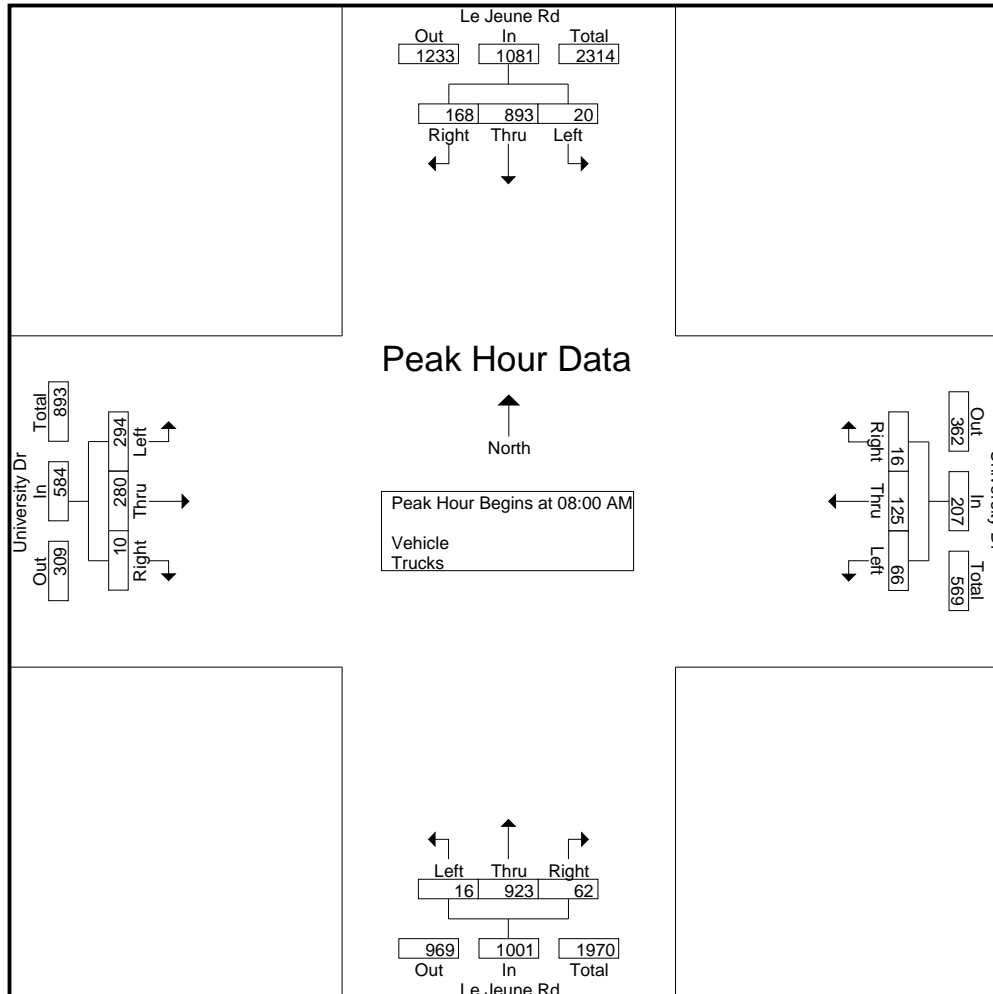 Le Jeune Rd
Out In Total
1233 1081 2314
168 893 20
Right Thru Left
Peak Hour Data
North
Peak Hour Begins at 08:00 AM
Vehicle
Trucks
University Dr
Out In Total
309 584 893
10 280 294
Right Thru Left
Out In Total
362 207 569
16 125 66
Right Thru Left
Left Thru Right
16 923 62
969 1001 1970
Out In Total
Le Jeune Rd